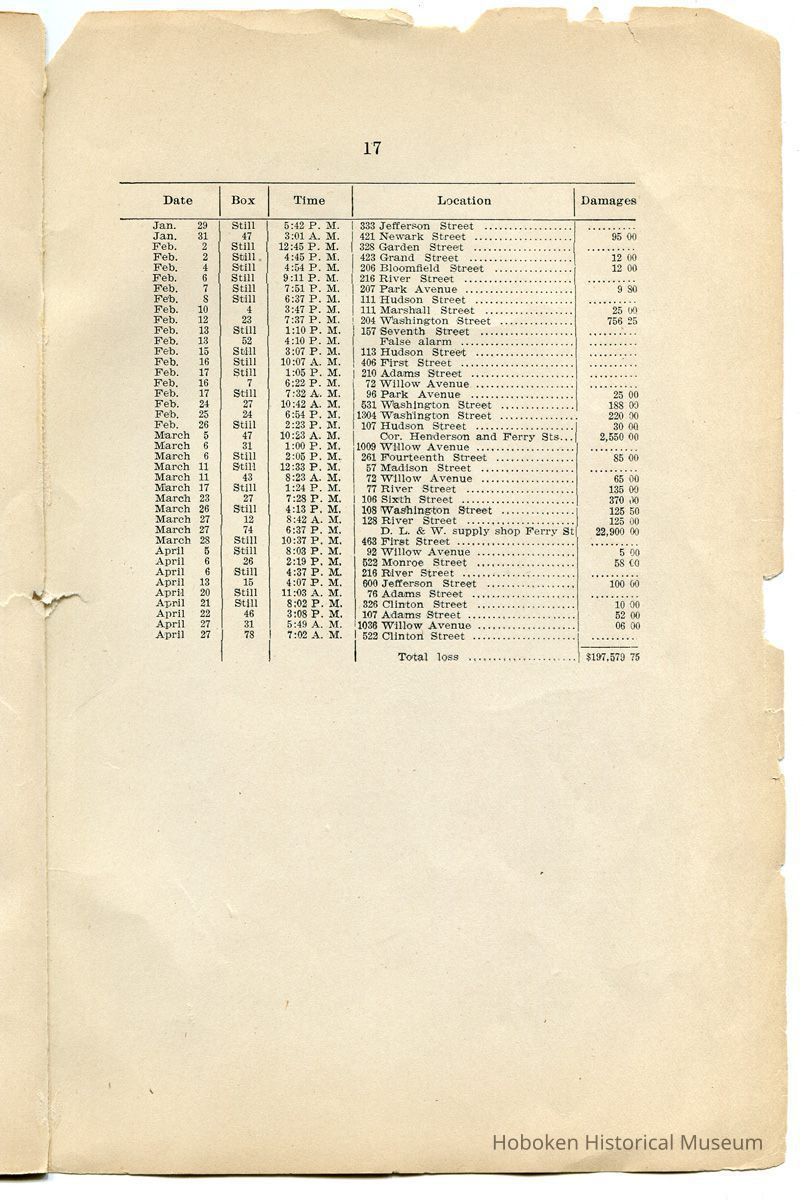 17
Date Box Time Location Damages
Jan. 29 Still 5:42 P. M. 333 Jefferson Street .................. ..........
Jan. 31 47 3:01 A. M. 421 Newark Street .................... 95 00
Feb. 2 Still 12:45 P. M. 328 Garden Street .................... ..........
Feb. 2 Still 4:45 P. M. 423 Grand Street ..................... 12 00
Feb. 4 Still 4:54 P. M. 206 Bloomfield Street ................ 12 00
Feb. 6 Still 9:11 P. M. 216 River Street ..................... ..........
Feb. 7 Still 7:51 P. M. 207 Park Avenue ...................... 9 80
Feb. 8 Still 6:37 P. M. 111 Hudson Street .................... ..........
Feb. 10 4 3:47 P. M. 111 Marshall Street .................. 25 00
Feb. 12 23 7:37 P. M. 204 Washington Street ............... 756 25
Feb. 13 Still 1:10 P. M. 157 Seventh Street ................... ..........
Feb. 13 52 4:10 P. M. False alarm ....................... ..........
Feb. 15 Still 3:07 P. M. 113 Hudson Street .................... ..........
Feb. 16 Still 10:07 A. M. 406 First Street ..................... ..........
Feb. 17 Still 1:05 P. M. 210 Adams Street ..................... ..........
Feb. 16 7 6:22 P. M. 72 Willow Avenue .................... ..........
Feb. 17 Still 7:32 A. M. 96 Park Avenue ..................... 25 00
Feb. 24 27 10:42 A. M. 531 Washington Street ................ 188 00
Feb. 25 24 6:54 P. M. 1304 Washington Street ................ 220 00
Feb. 26 Still 2:23 P. M. 107 Hudson Street .................... 30 00
March 5 47 10:23 A. M. Cor. Henderson and Ferry Sts... 2,550 00
March 6 31 1:00 P. M. 1009 Willow Avenue .................... ..........
March 6 Still 2:05 P. M. 261 Fourteenth Street ................ 85 00
March 11 Still 12:33 P. M. 57 Madison Street ................... ..........
March 11 43 8:23 A. M. 72 Willow Avenue .................... 65 00
March 17 Still 1:24 P. M. 77 River Street ..................... 135 00
March 23 27 7:28 P. M. 106 Sixth Street ..................... 370 00
March 26 Still 4:13 P. M. 108 Washington Street ................ 125 50
March 27 12 8:42 A. M. 128 River Street ..................... 125 00
March 27 74 6:37 P. M. D. L. & W. supply shop Ferry St 22,900 00
March 28 Still 10:37 P. M. 463 First Street ..................... ..........
April 5 Still 8:03 P. M. 92 Willow Avenue .................... 5 00
April 6 26 2:19 P. M. 522 Monroe Street .................... 58 00
April 6 Still 4:37 P. M. 216 River Street ..................... ..........
April 13 15 4:07 P. M. 600 Jefferson Street .................. 100 00
April 20 Still 11:03 A. M. 76 Adams Street .................... ..........
April 21 Still 8:02 P. M. 326 Clinton Street ................... 10 00
April 22 46 3:08 P. M. 107 Adams Street ..................... 52 00
April 27 31 5:49 A. M. 1036 Willow Avenue .................... 06 00
April 27 78 7:02 A. M. 522 Clinton Street ................... ..........
Total loss ...................... $197,579 75
Hoboken Historical Museum